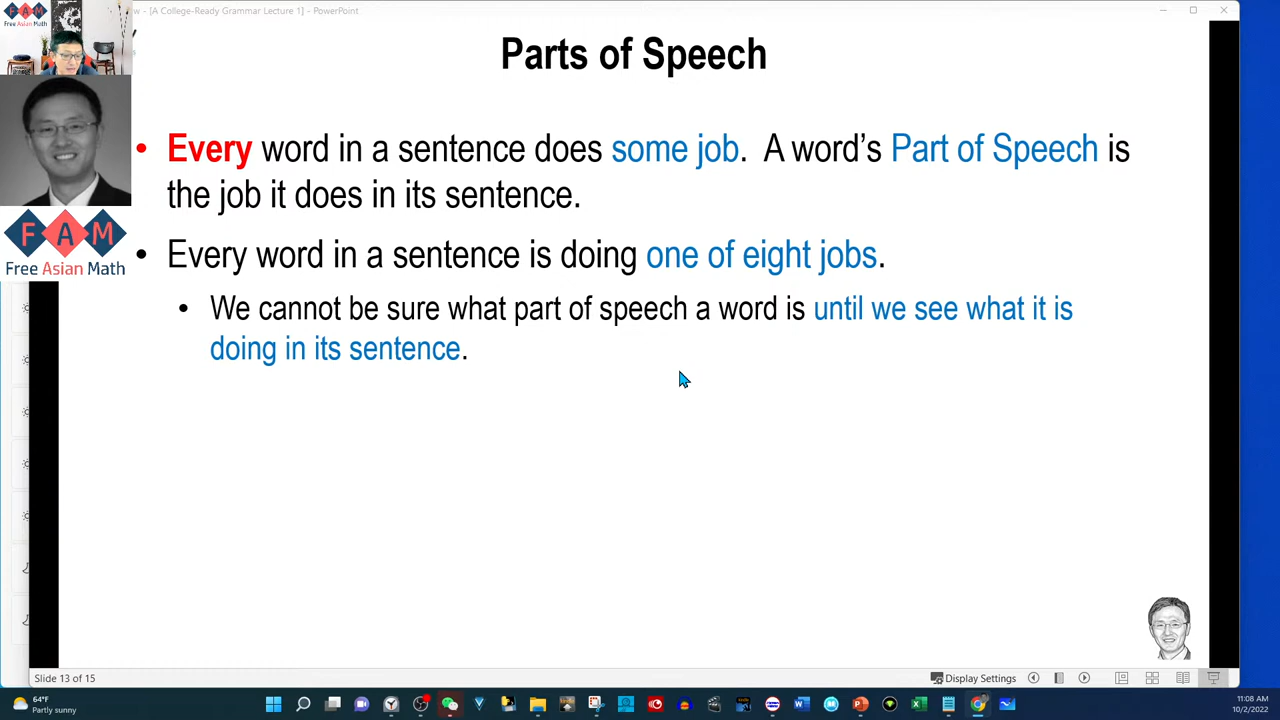 Free Asian Math
w - [A College-Ready Grammar Lecture 1] - PowerPoint
Parts of Speech
• Every word in a sentence does some job. A word's Part of Speech is
the job it does in its sentence.
F A M
Free Asian Math
• Every word in a sentence is doing one of eight jobs.
• We cannot be sure what part of speech a word is until we see what it is
doing in its sentence.
Slide 13 of 15
Display Settings
64°F
Partly sunny
11:08 AM
10/2/2022